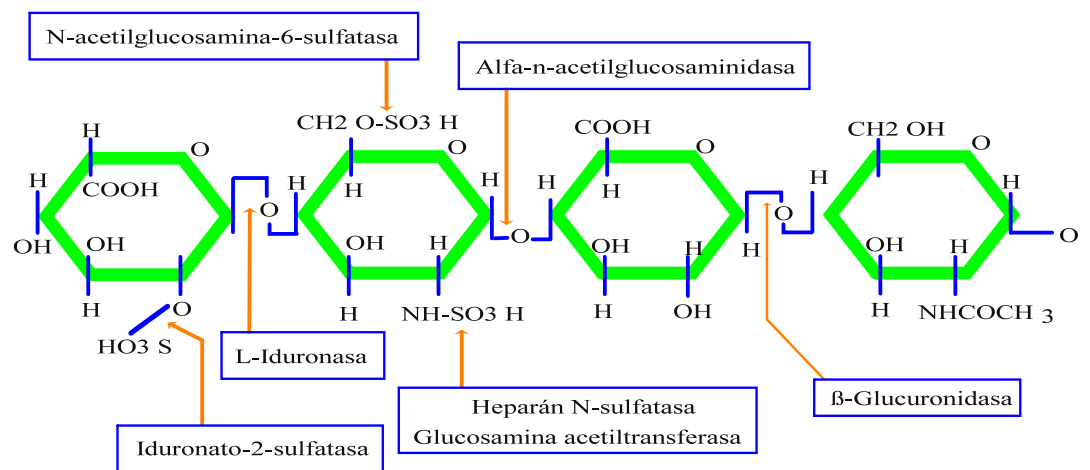 N-acetilglucosamina-6-sulfatasa
Alfa-n-acetilglucosaminidasa
CH2 O-SO3 H
COOH
CH2 OH
H
O
O
O
O
COOH
H
H
H
H
H
H
H
O
O
O
OH
OH
OH
H
OH
H
H
OH
H
O
H
O
H
H
NH-SO3 H
H
OH
H
NHCOCH 3
HO3 S
L-Iduronasa
ß-Glucuronidasa
Heparán N-sulfatasa
Glucosamina acetiltransferasa
Iduronato-2-sulfatasa